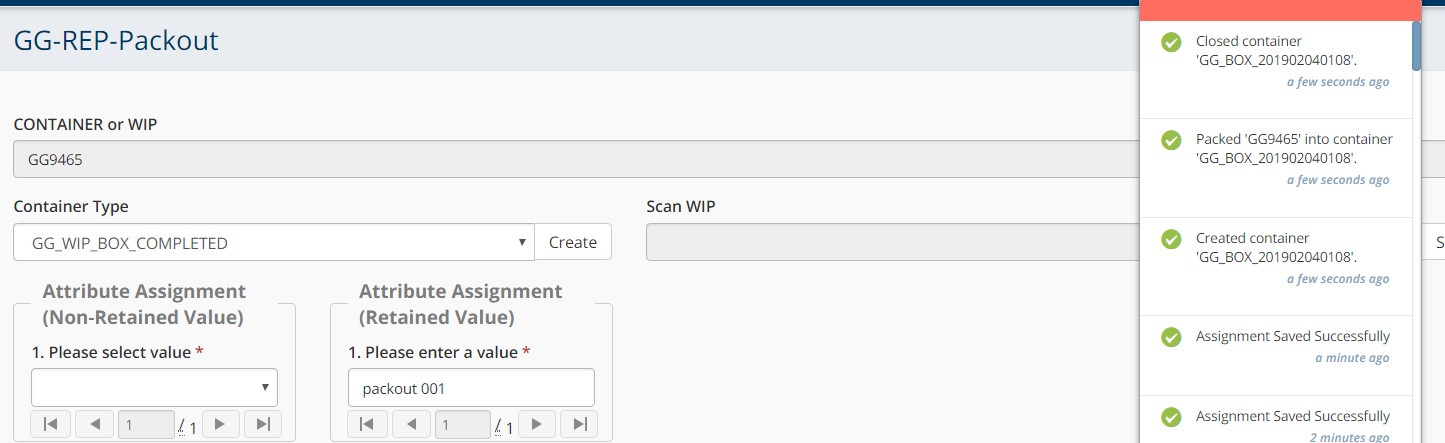 GG-REP-Packout
CONTAINER or WIP
GG9465
Container Type
GG_WIP_BOX_COMPLETED
Create
Scan WIP
S
Attribute Assignment
(Non-Retained Value)
1. Please select value *
1 / 1
Attribute Assignment
(Retained Value)
1. Please enter a value *
packout 001
1 / 1
Closed container
'GG_BOX_201902040108'.
a few seconds ago
Packed 'GG9465' into container
'GG_BOX_201902040108'.
a few seconds ago
Created container
'GG_BOX_201902040108'.
a few seconds ago
Assignment Saved Successfully
a minute ago
Assignment Saved Successfully
2 minutes ago